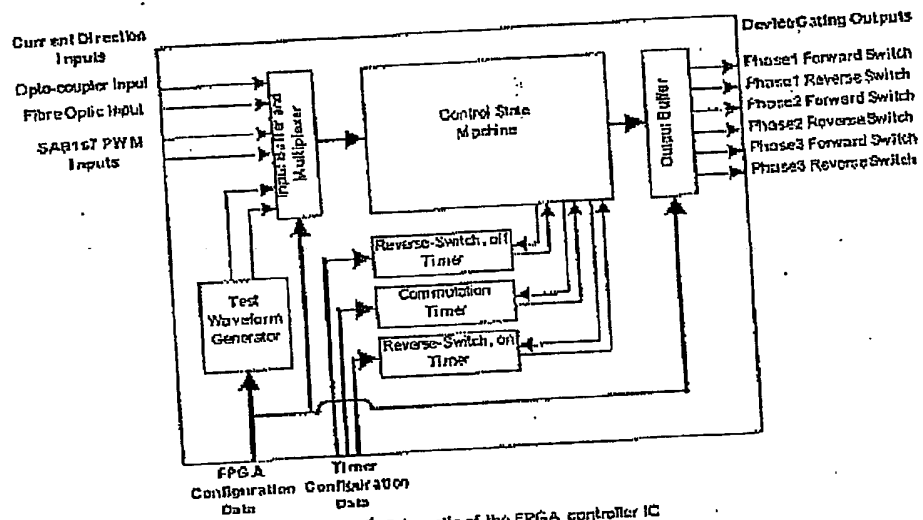 Current Direction
Inputs
Opto-coupler Input
Fibre Optic Input
SAB167 PWM
Inputs
Input Buffer and
Multiplexer
Control State
Machine
Output Buffer
Device Gating Outputs
Phase1 Forward Switch
Phase1 Reverse Switch
Phase2 Forward Switch
Phase2 Reverse Switch
Phase3 Forward Switch
Phase3 Reverse Switch
Reverse-Switch, off
Timer
Commutation
Timer
Reverse-Switch, on
Timer
Test
Waveform
Generator
FPGA
Configuration
Data
Timer
Configuration
Data
of the FPGA controller IC